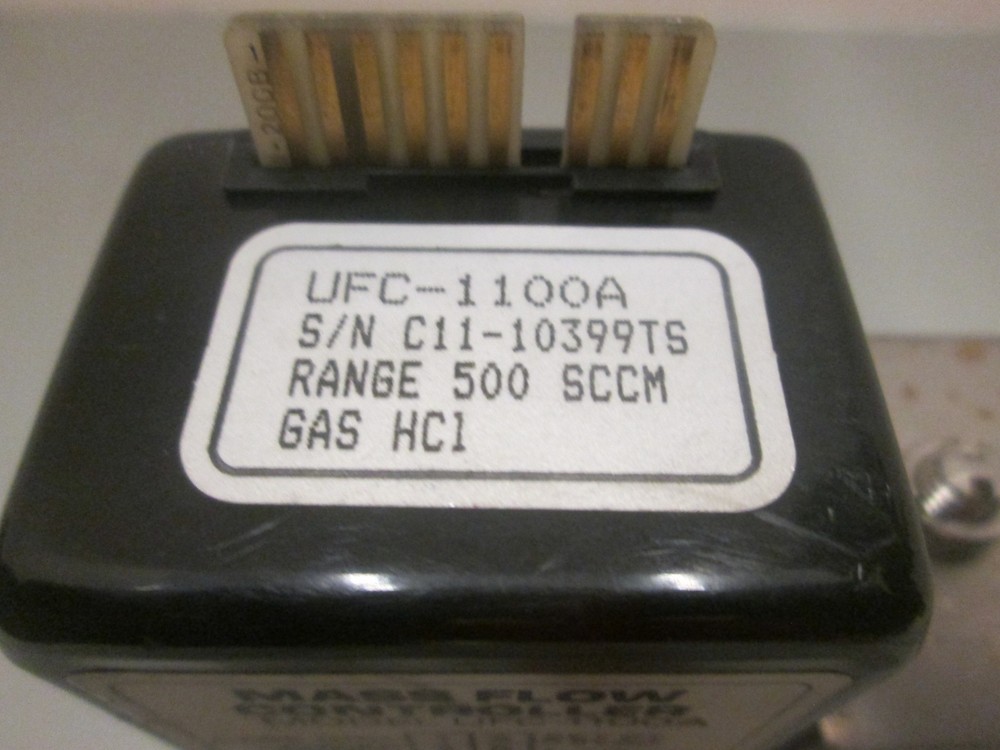 UFC-1100A
S/N C11-10399TS
RANGE 500 SCCM
GAS HCl
MASS FLOW
CONTROLLER